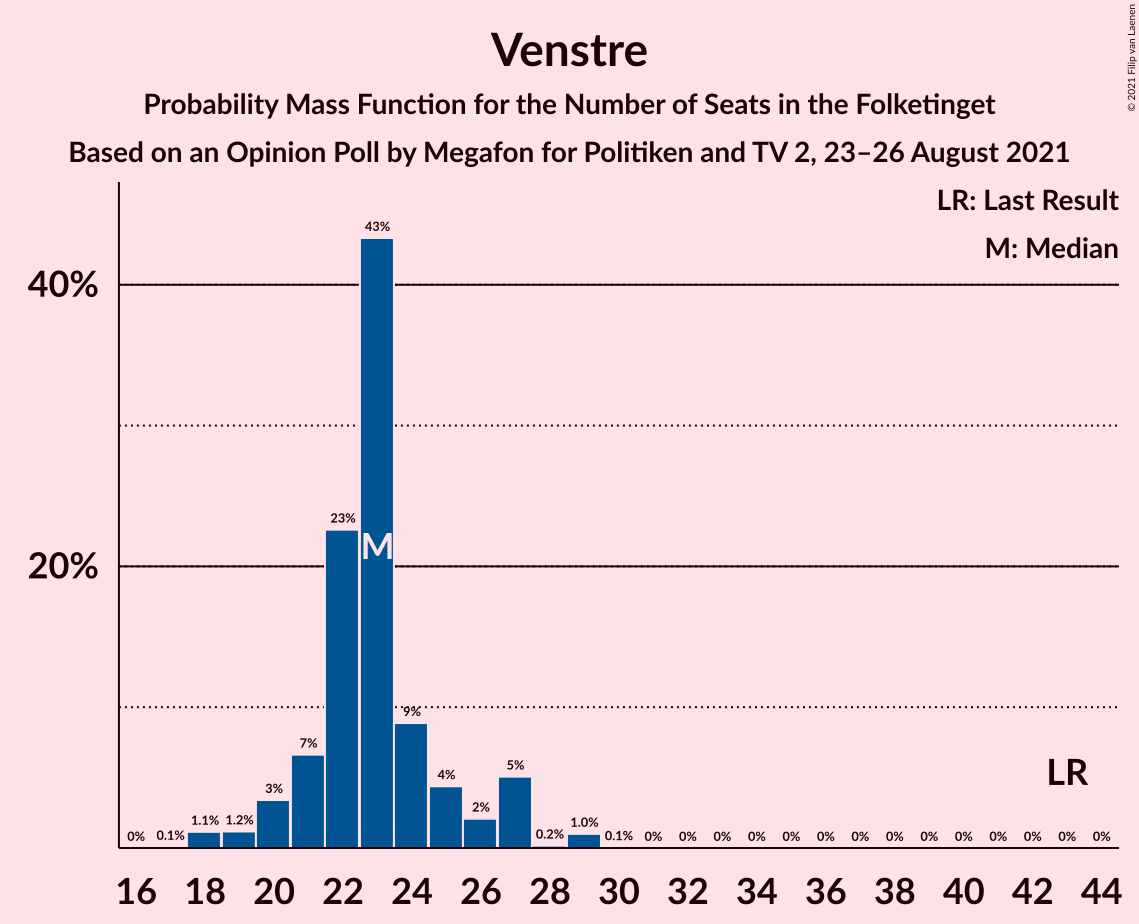 Venstre
Probability Mass Function for the Number of Seats in the Folketinget
Based on an Opinion Poll by Megafon for Politiken and TV 2, 23–26 August 2021
© 2021 Filip van Laenen
LR: Last Result
M: Median
40%
20%
43%
23%
M
9%
7%
LR
5%
4%
3%
2%
0% 0.1% 1.1% 1.2% 0.2% 1.0% 0.1% 0% 0% 0% 0% 0% 0% 0% 0% 0% 0% 0% 0% 0% 0%
16 18 20 22 24 26 28 30 32 34 36 38 40 42 44